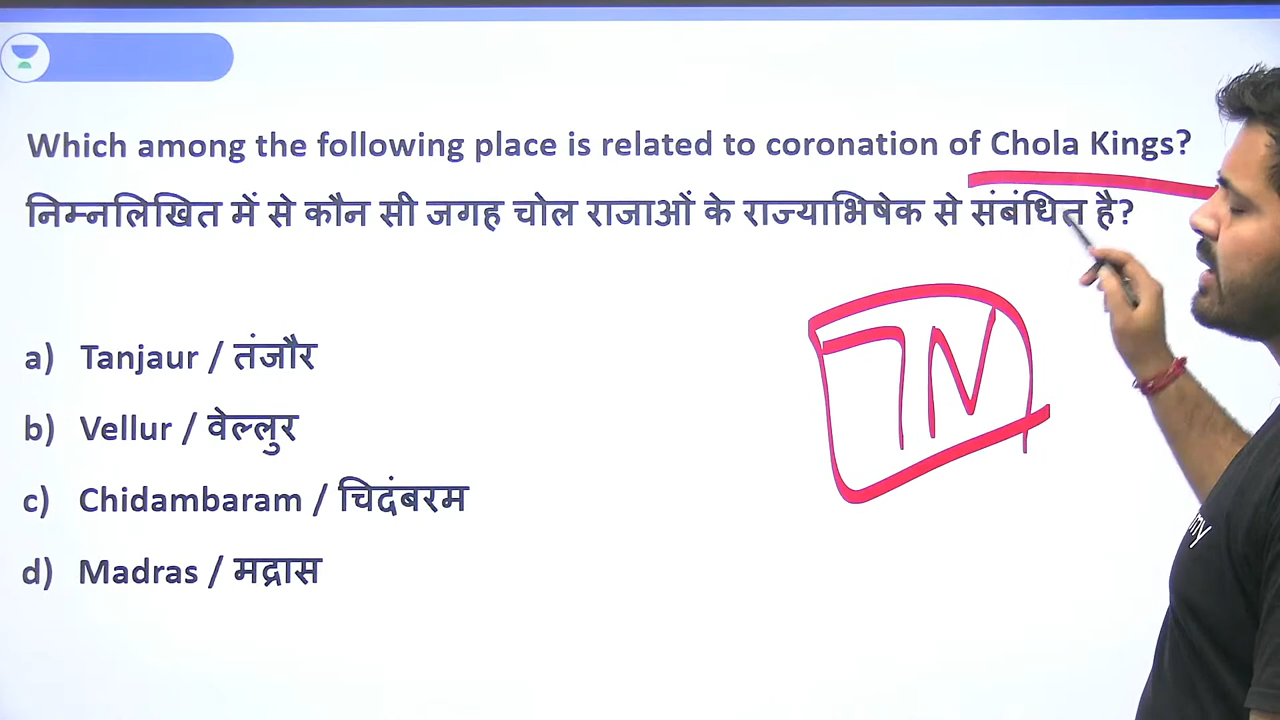 Which among the following place is related to coronation of Chola Kings?
निम्नलिखित में से कौन सी जगह चोल राजाओं के राज्याभिषेक से संबंधित है?
a) Tanjaur / तंजौर
TN
b) Vellur / वेल्लुर
c) Chidambaram / चिदंबरम
d) Madras / मद्रास